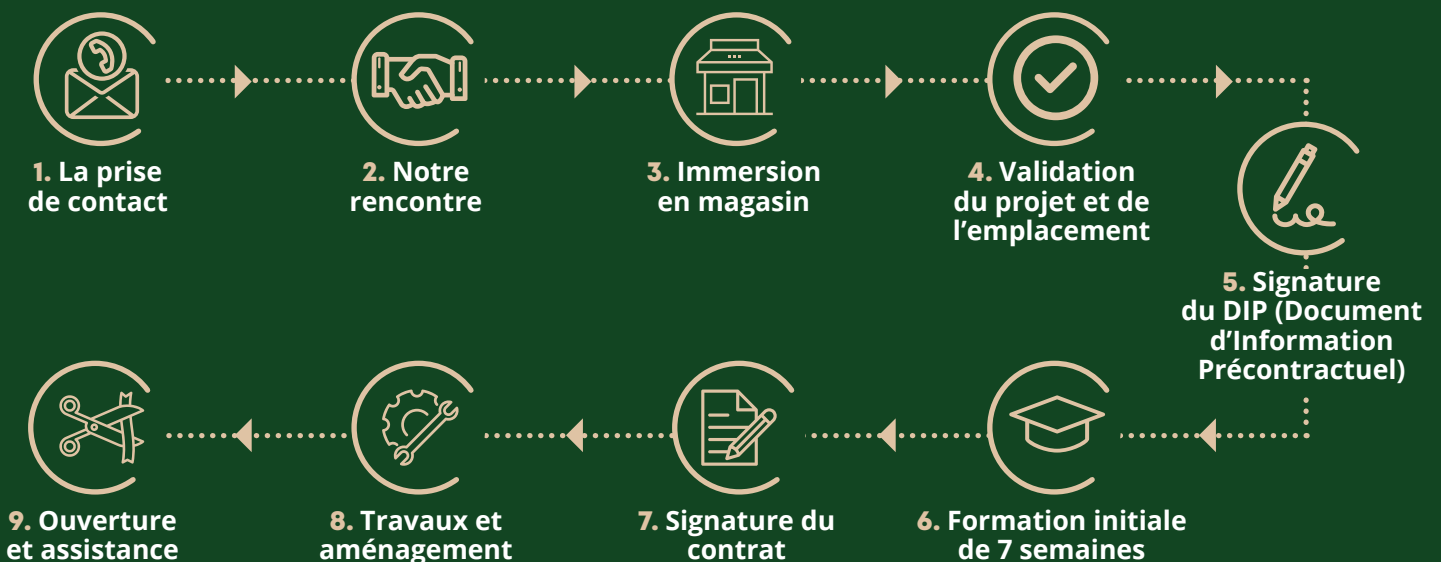 1. La prise
de contact
2. Notre
rencontre
3. Immersion
en magasin
4. Validation
du projet et de
l’emplacement
5. Signature
du DIP (Document
d’Information
Précontractuel)
6. Formation initiale
de 7 semaines
7. Signature du
contrat
8. Travaux et
aménagement
9. Ouverture
et assistance